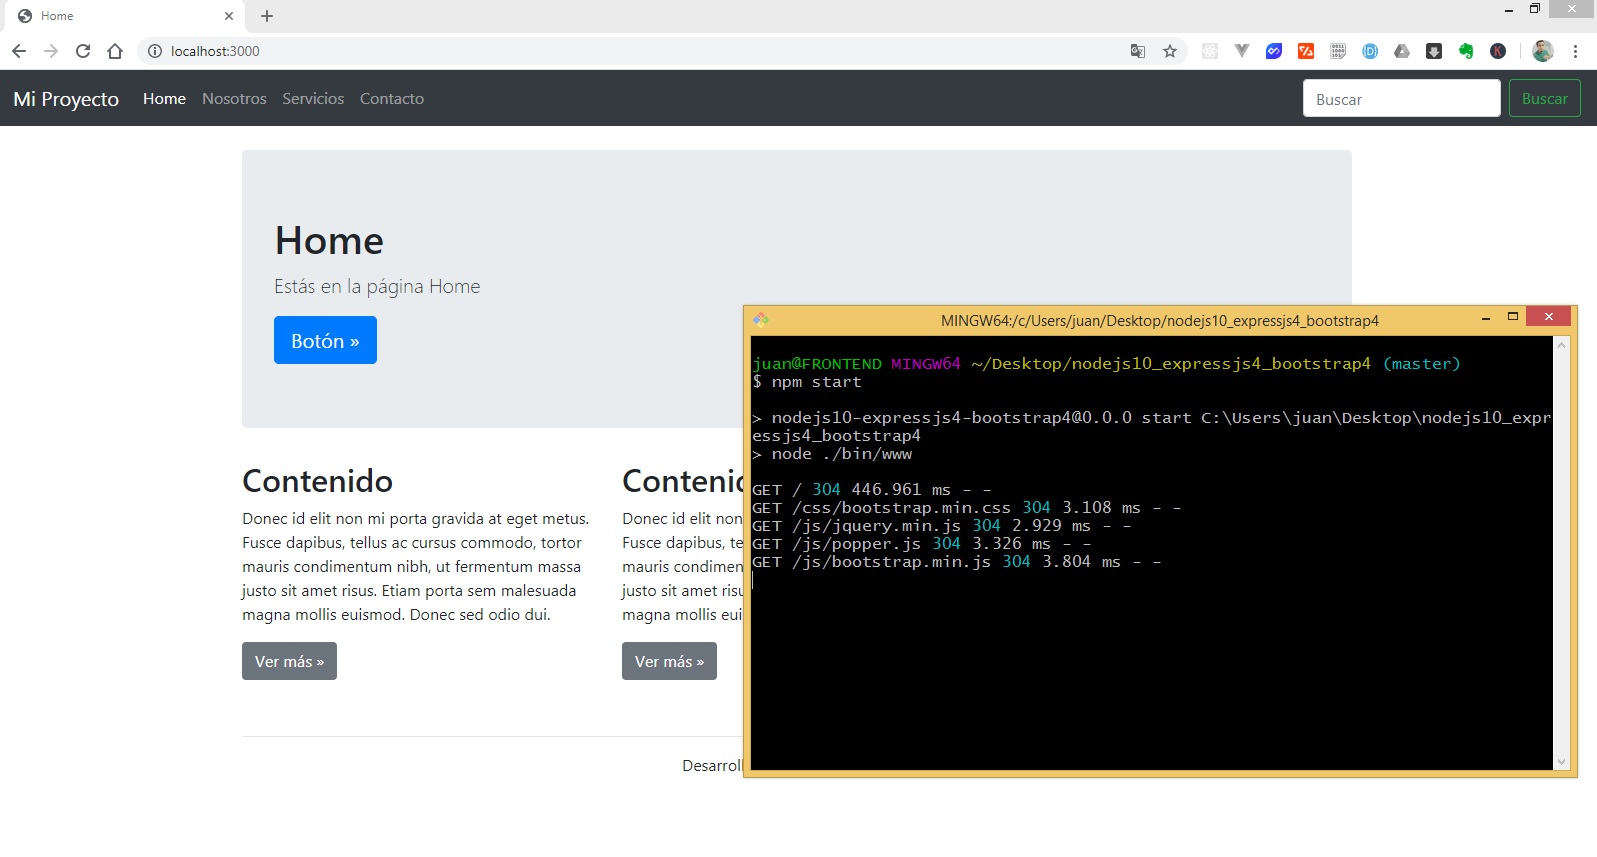 Home
localhost:3000
Mi Proyecto Home Nosotros Servicios Contacto Buscar Buscar
Home
Estás en la página Home
Botón »
Contenido
Donec id elit non mi porta gravida at eget metus.
Fusce dapibus, tellus ac cursus commodo, tortor
mauris condimentum nibh, ut fermentum massa
justo sit amet risus. Etiam porta sem malesuada
magna mollis euismod. Donec sed odio dui.
Ver más »
Contenid
Donec id elit non
Fusce dapibus, te
mauris condimen
justo sit amet risu
magna mollis eui
Ver más »
Desarroll
MINGW64:/c/Users/juan/Desktop/nodejs10_expressjs4_bootstrap4
juan@FRONTEND MINGW64 ~/Desktop/nodejs10_expressjs4_bootstrap4 (master)
$ npm start
> nodejs10-expressjs4-bootstrap4@0.0.0 start C:\Users\juan\Desktop\nodejs10_expr
essjs4_bootstrap4
> node ./bin/www
GET / 304 446.961 ms - -
GET /css/bootstrap.min.css 304 3.108 ms - -
GET /js/jquery.min.js 304 2.929 ms - -
GET /js/popper.js 304 3.326 ms - -
GET /js/bootstrap.min.js 304 3.804 ms - -